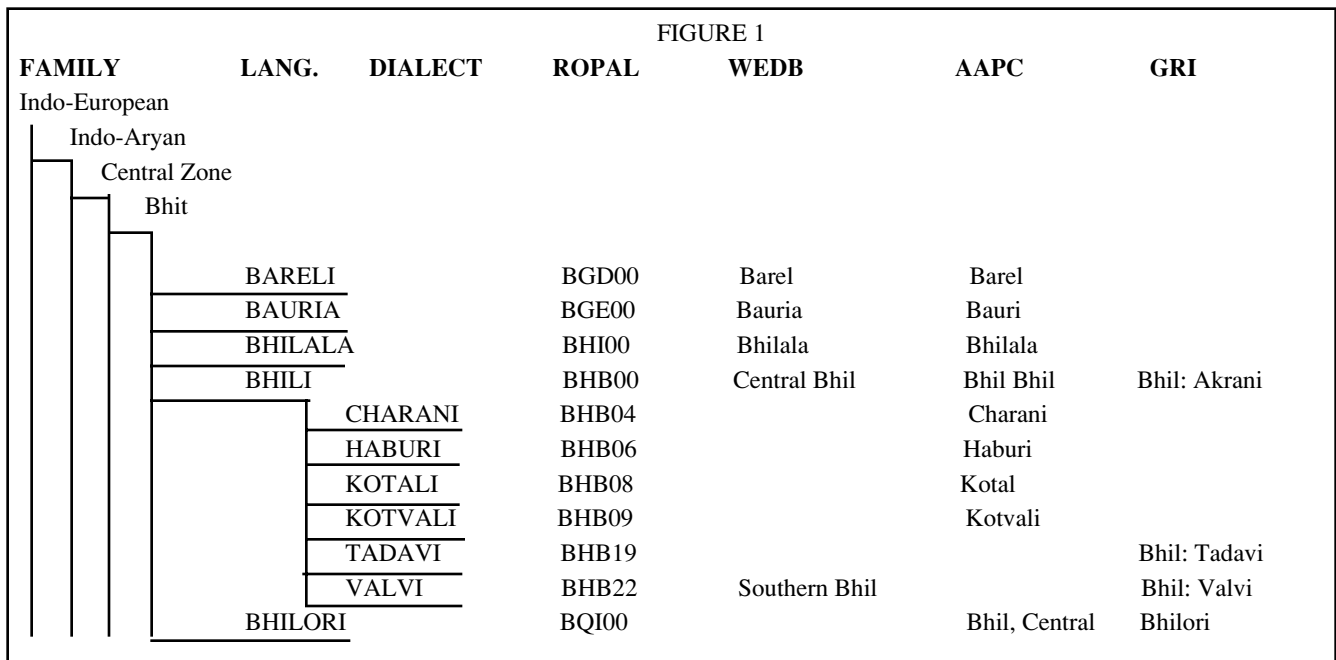 FIGURE 1
FAMILY LANG. DIALECT ROPAL WEDB AAPC GRI
Indo-European
Indo-Aryan
Central Zone
Bhit
BARELI BGD00 Barel Barel
BAURIA BGE00 Bauria Bauri
BHILALA BHI00 Bhilala Bhilala
BHILI BHB00 Central Bhil Bhil Bhil Bhil: Akrani
CHARANI BHB04 Charani
HABURI BHB06 Haburi
KOTALI BHB08 Kotal
KOTVALI BHB09 Kotvali
TADAVI BHB19 Bhil: Tadavi
VALVI BHB22 Southern Bhil Bhil: Valvi
BHILORI BQI00 Bhil, Central Bhilori